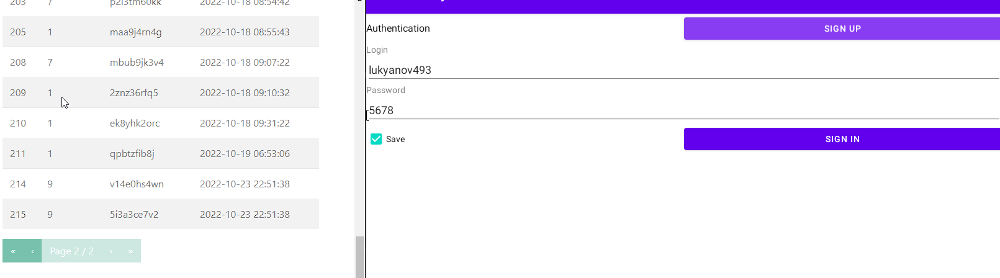 203 7 p2l3tm60kk 2022-10-18 08:54:42
205 1 maa9j4rn4g 2022-10-18 08:55:43
208 7 mbub9jk3v4 2022-10-18 09:07:22
209 1 2znz36rfq5 2022-10-18 09:10:32
210 1 ek8yhk2orc 2022-10-18 09:31:22
211 1 qpbtzfib8j 2022-10-19 06:53:06
214 9 v14e0hs4wn 2022-10-23 22:51:38
215 9 5i3a3ce7v2 2022-10-23 22:51:38
« ‹ Page 2 / 2 › »
Authentication SIGN UP
Login
lukyanov493
Password
5678
Save SIGN IN